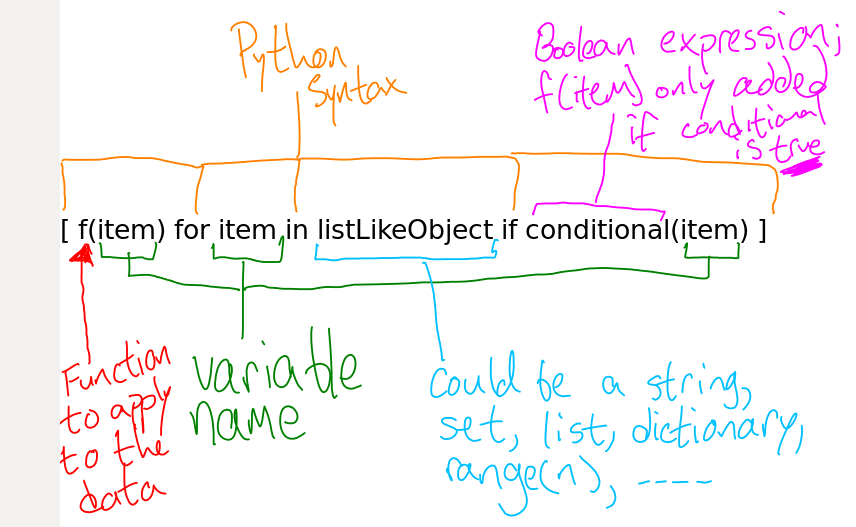 Python
Syntax
Boolean expression;
f(item) only added
if conditional
is true
[ f(item) for item in listLikeObject if conditional(item) ]
Function
to apply
to the
data
variable
name
Could be a string,
set, list, dictionary,
range(n), ----